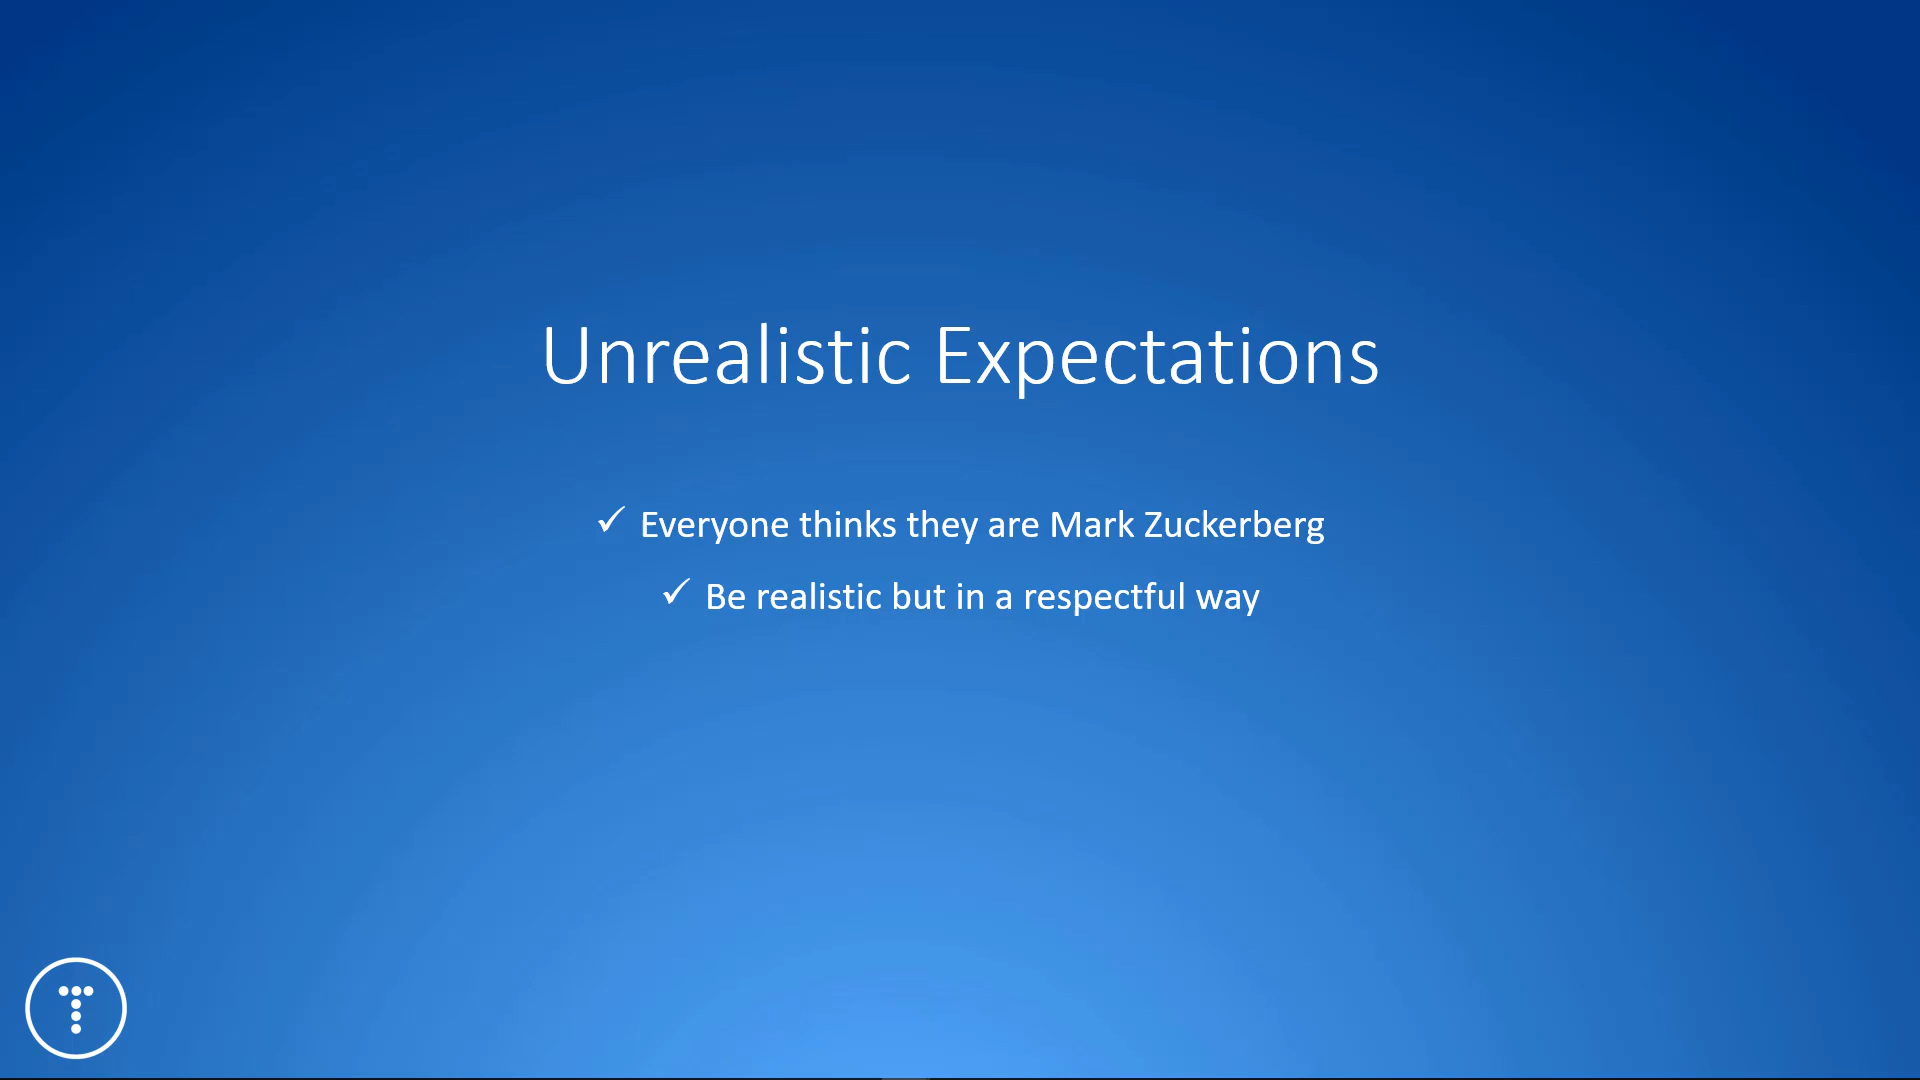 Unrealistic Expectations
✓ Everyone thinks they are Mark Zuckerberg
✓ Be realistic but in a respectful way
T